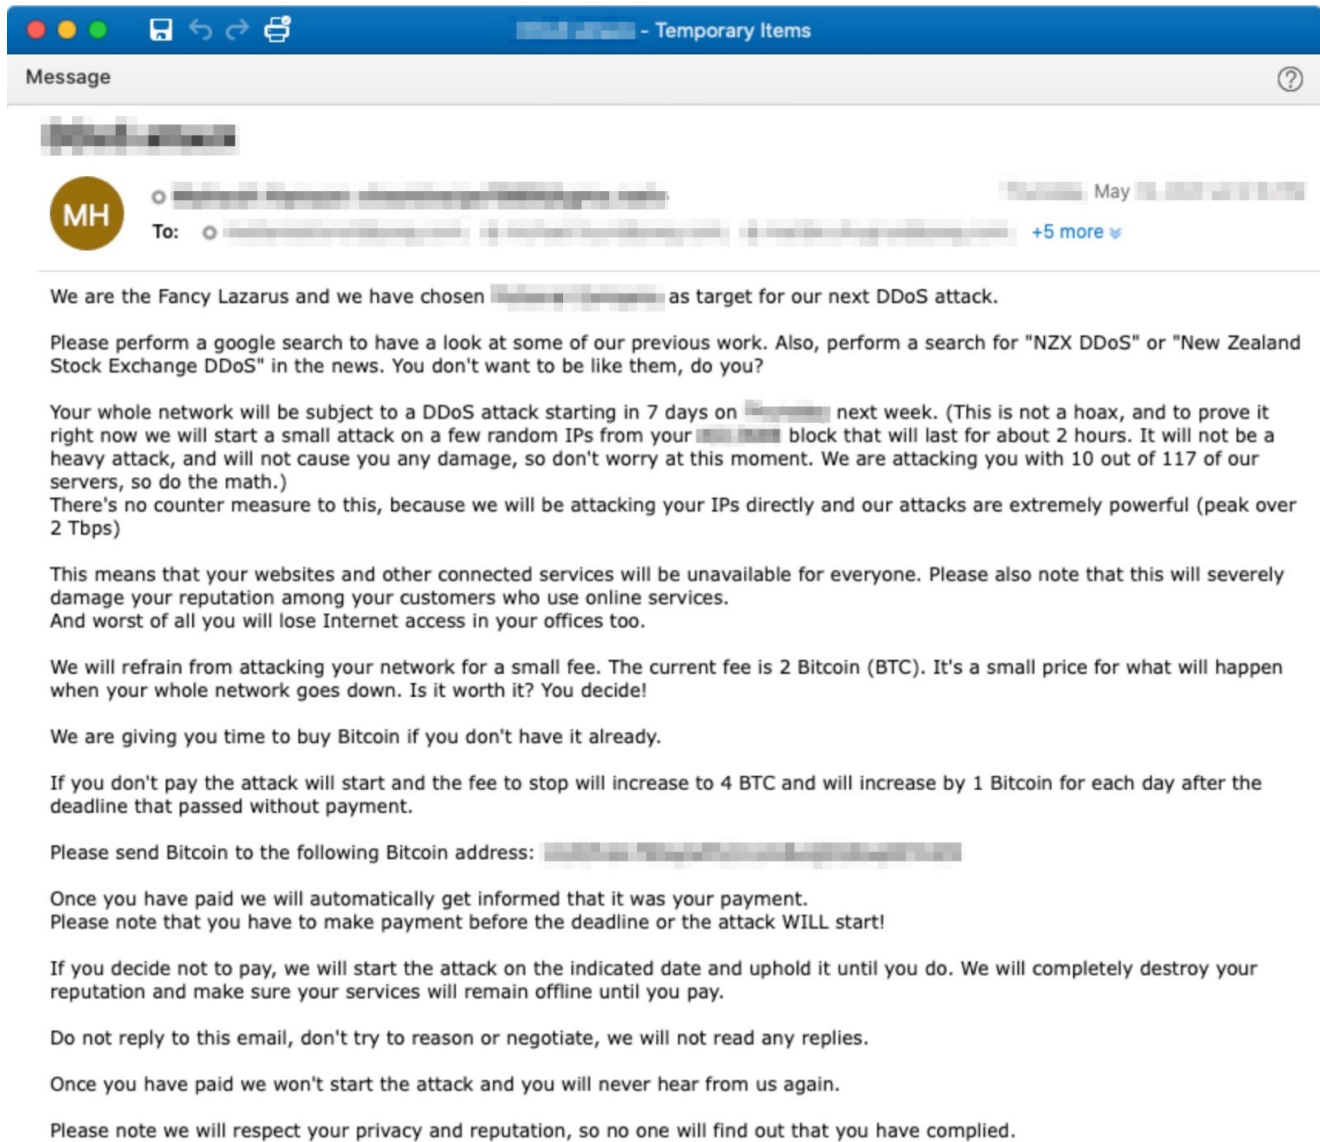 - Temporary Items
Message
MH
May
To:
+5 more
We are the Fancy Lazarus and we have chosen as target for our next DDoS attack.
Please perform a google search to have a look at some of our previous work. Also, perform a search for "NZX DDoS" or "New Zealand
Stock Exchange DDoS" in the news. You don't want to be like them, do you?
Your whole network will be subject to a DDoS attack starting in 7 days on next week. (This is not a hoax, and to prove it
right now we will start a small attack on a few random IPs from your block that will last for about 2 hours. It will not be a
heavy attack, and will not cause you any damage, so don't worry at this moment. We are attacking you with 10 out of 117 of our
servers, so do the math.)
There's no counter measure to this, because we will be attacking your IPs directly and our attacks are extremely powerful (peak over
2 Tbps)
This means that your websites and other connected services will be unavailable for everyone. Please also note that this will severely
damage your reputation among your customers who use online services.
And worst of all you will lose Internet access in your offices too.
We will refrain from attacking your network for a small fee. The current fee is 2 Bitcoin (BTC). It's a small price for what will happen
when your whole network goes down. Is it worth it? You decide!
We are giving you time to buy Bitcoin if you don't have it already.
If you don't pay the attack will start and the fee to stop will increase to 4 BTC and will increase by 1 Bitcoin for each day after the
deadline that passed without payment.
Please send Bitcoin to the following Bitcoin address:
Once you have paid we will automatically get informed that it was your payment.
Please note that you have to make payment before the deadline or the attack WILL start!
If you decide not to pay, we will start the attack on the indicated date and uphold it until you do. We will completely destroy your
reputation and make sure your services will remain offline until you pay.
Do not reply to this email, don't try to reason or negotiate, we will not read any replies.
Once you have paid we won't start the attack and you will never hear from us again.
Please note we will respect your privacy and reputation, so no one will find out that you have complied.